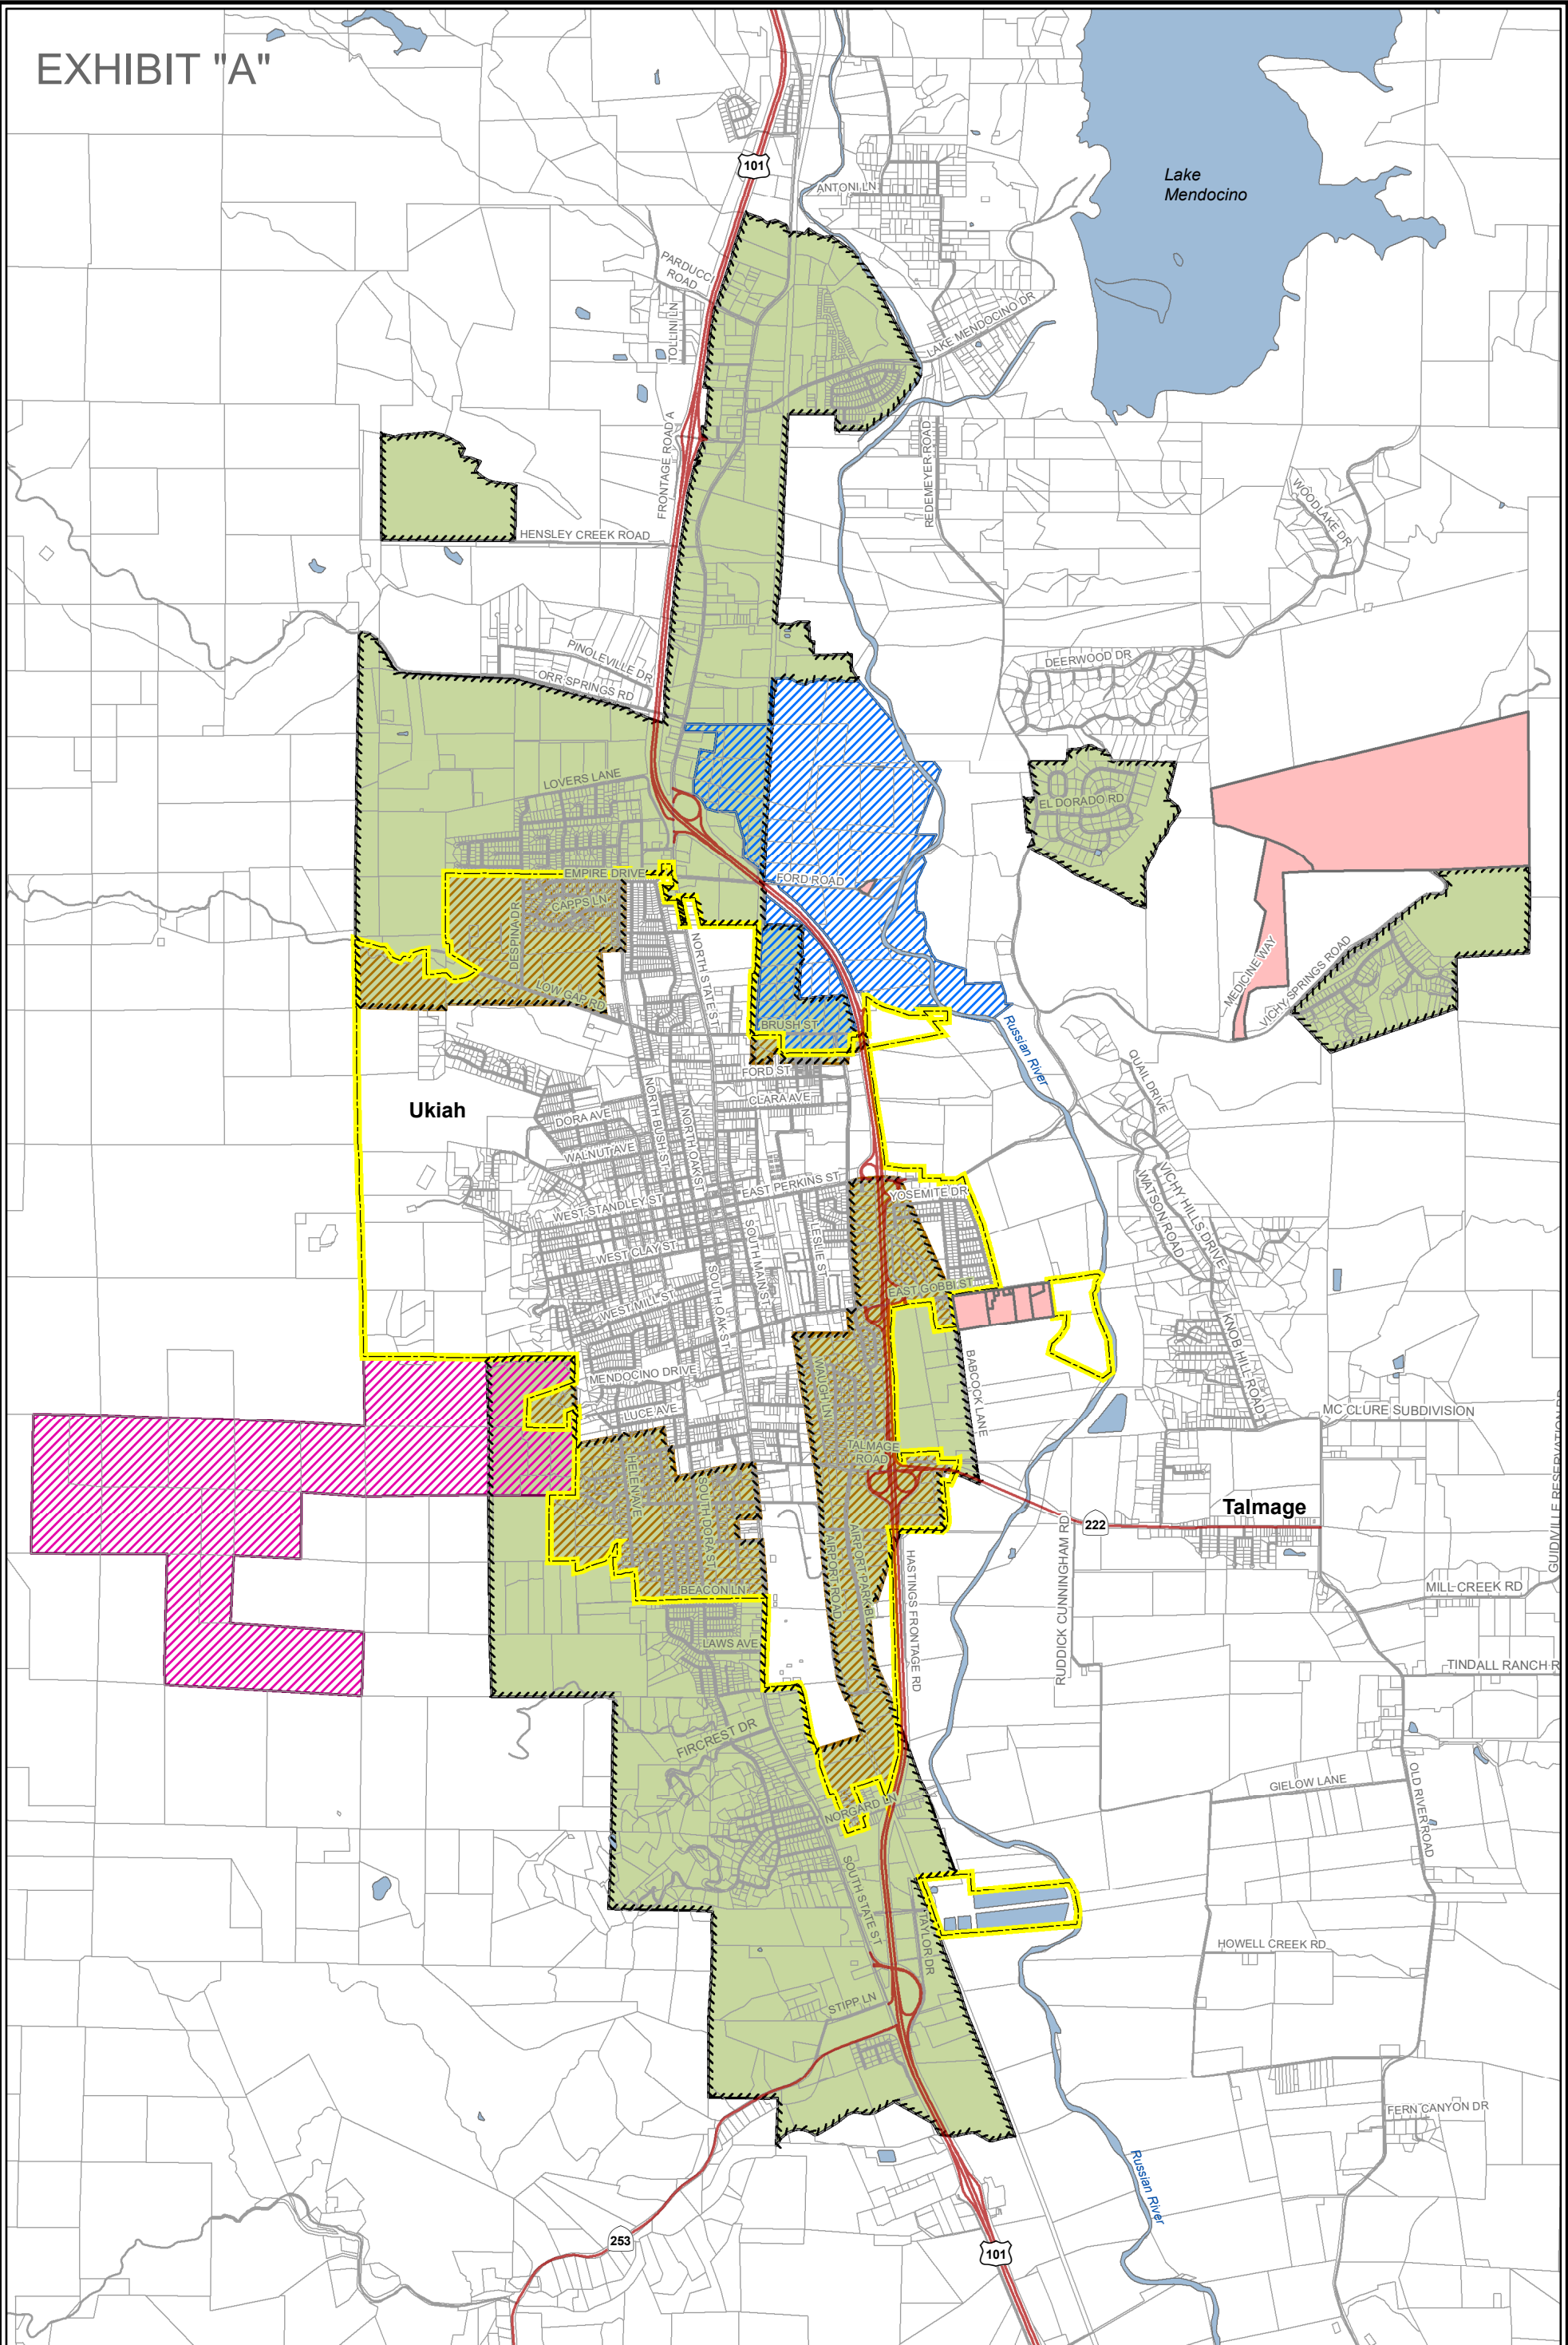 EXHIBIT "A"
101
Lake
Mendocino
ANTONI LN
PARDUCCI
ROAD
TOLLINI LN
LAKE MENDOCINO DR
FRONTAGE ROAD A
REDEMEYER ROAD
WOODLAKE DR
HENSLEY CREEK ROAD
PINOLEVILLE DR
ORR SPRINGS RD
DEERWOOD DR
LOVERS LANE
EL DORADO RD
EMPIRE DRIVE
FORD ROAD
CAPPS LN
DESPINA DR
NORTH STATE ST
MEDICINE WAY
VICHY SPRINGS ROAD
LOW GAP RD
BRUSH ST
Russian River
FORD ST
QUAIL DRIVE
CLARA AVE
Ukiah
DORA AVE
NORTH BUSH ST
NORTH OAK ST
WALNUT AVE
EAST PERKINS ST
YOSEMITE DR
WATSON ROAD
VICHY HILLS DRIVE
WEST STANDLEY ST
SOUTH MAIN ST
LESLIE ST
WEST CLAY ST
SOUTH OAK ST
EAST GOBBI ST
WEST MILL ST
KNOB HILL ROAD
MENDOCINO DRIVE
WAUGH LN
BABCOCK LANE
LUCE AVE
MC CLURE SUBDIVISION
GUIDIVILLE RESERVATION RD
TALMAGE
ROAD
HELEN AVE
SOUTH DORA ST
Talmage
222
AIRPORT ROAD
AIRPORT PARK BL
HASTINGS FRONTAGE RD
RUDDICK CUNNINGHAM RD
BEACON LN
MILL CREEK RD
LAWS AVE
TINDALL RANCH R
FIRCREST DR
GIELOW LANE
OLD RIVER ROAD
NORGARD LN
SOUTH STATE ST
TAYLOR DR
HOWELL CREEK RD
STIPP LN
FERN CANYON DR
Russian River
253
101